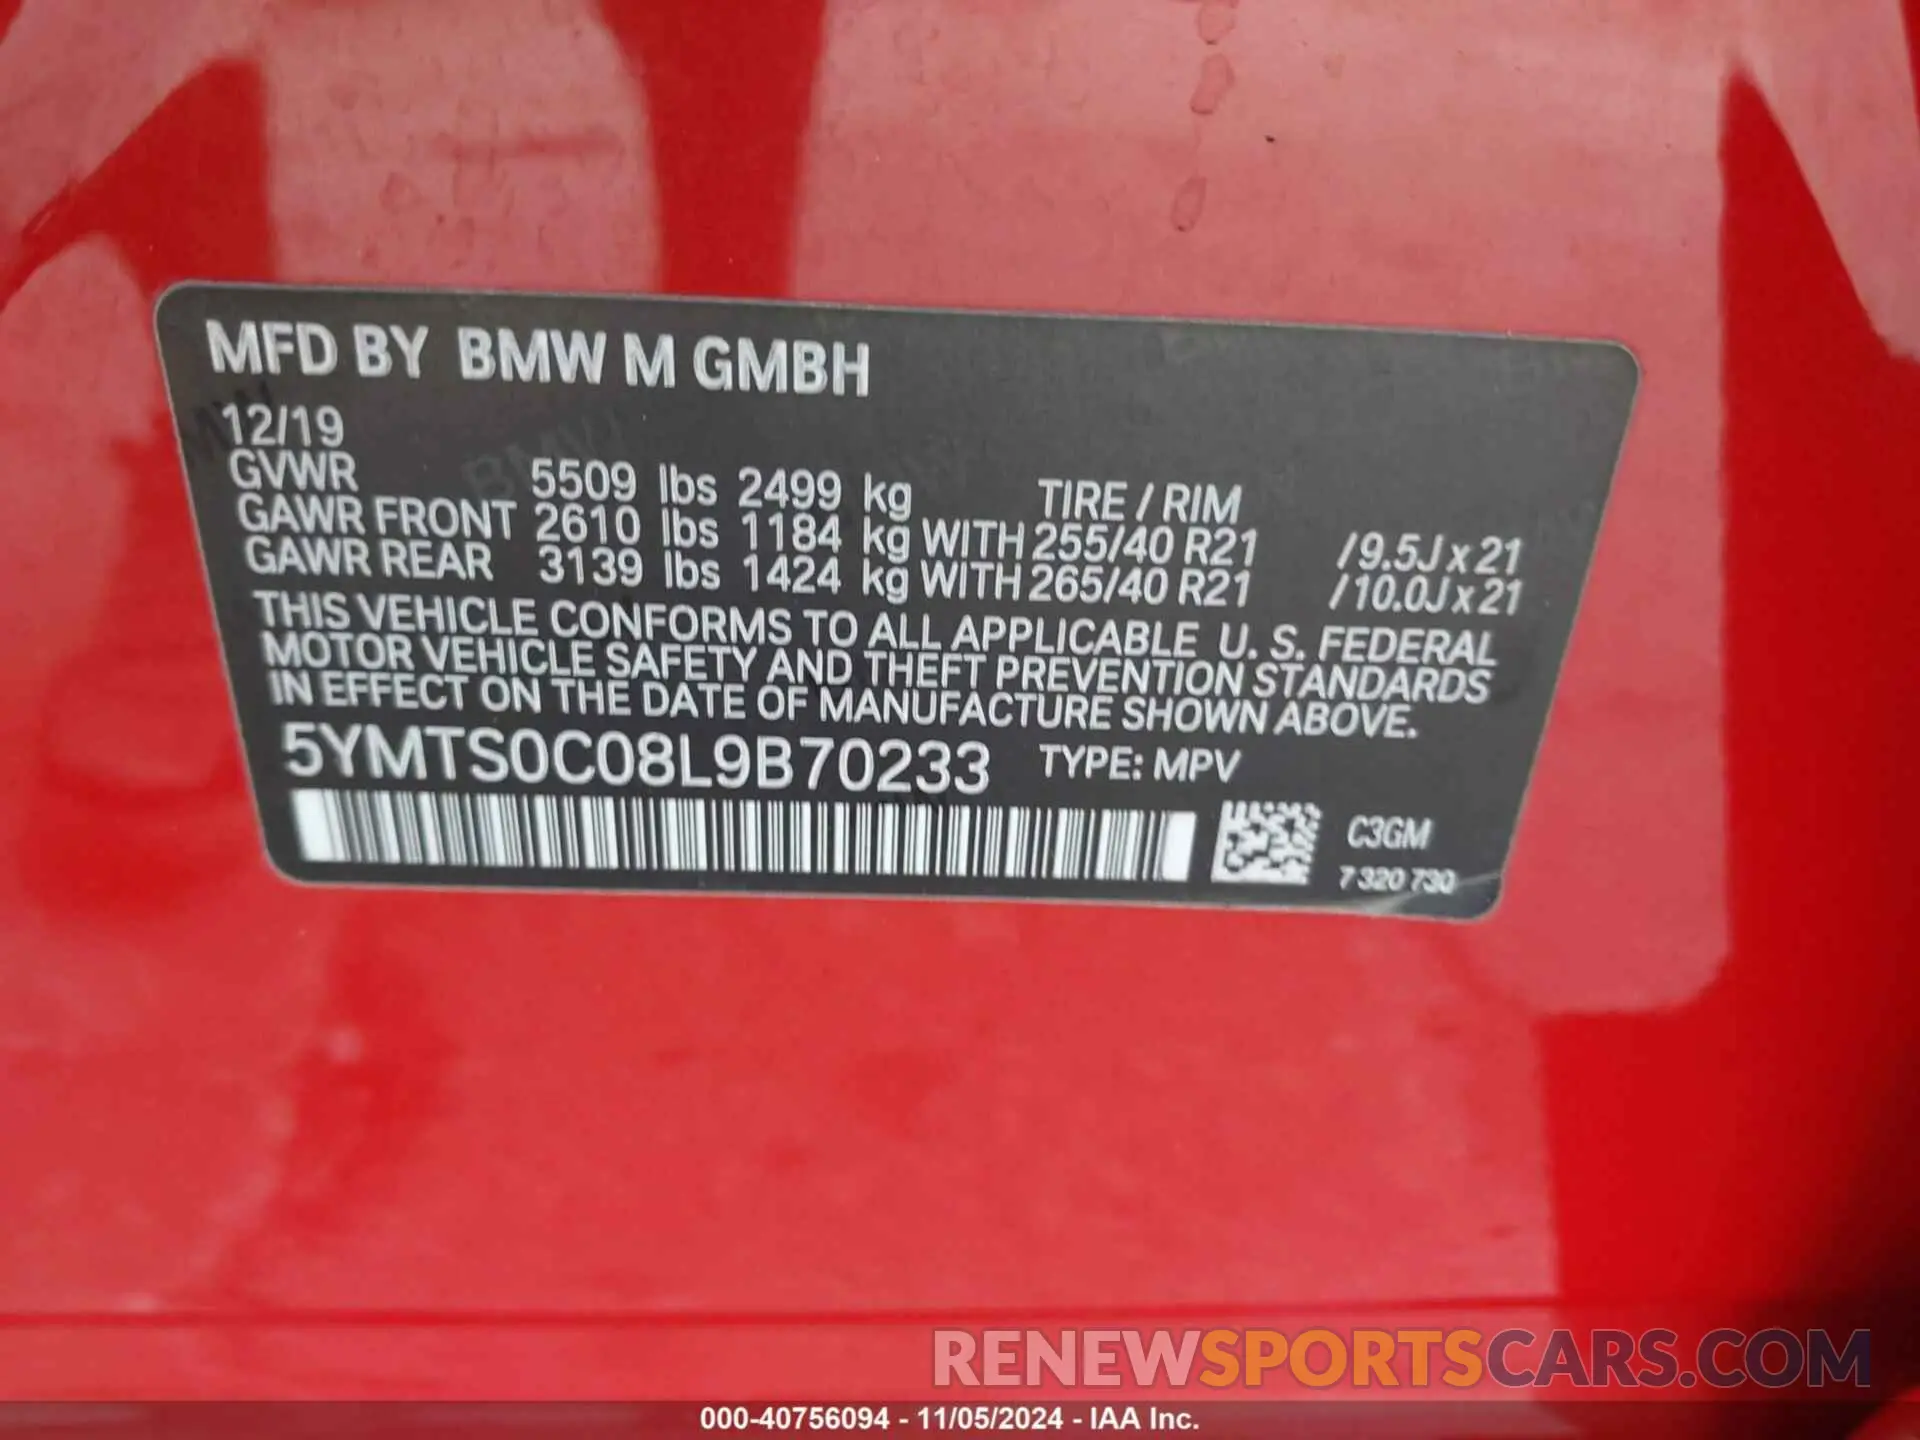 MFD BY BMW M GMBH
12/19
GVWR 5509 lbs 2499 kg TIRE / RIM
GAWR FRONT 2610 lbs 1184 kg WITH 255/40 R21 /9.5J x 21
GAWR REAR 3139 lbs 1424 kg WITH 265/40 R21 /10.0J x 21
THIS VEHICLE CONFORMS TO ALL APPLICABLE U. S. FEDERAL
MOTOR VEHICLE SAFETY AND THEFT PREVENTION STANDARDS
IN EFFECT ON THE DATE OF MANUFACTURE SHOWN ABOVE.
5YMTS0C08L9B70233 TYPE: MPV
C3GM
7 320 730
RENEWSPORTSCARS.COM
000-40756094 - 11/05/2024 - IAA Inc.